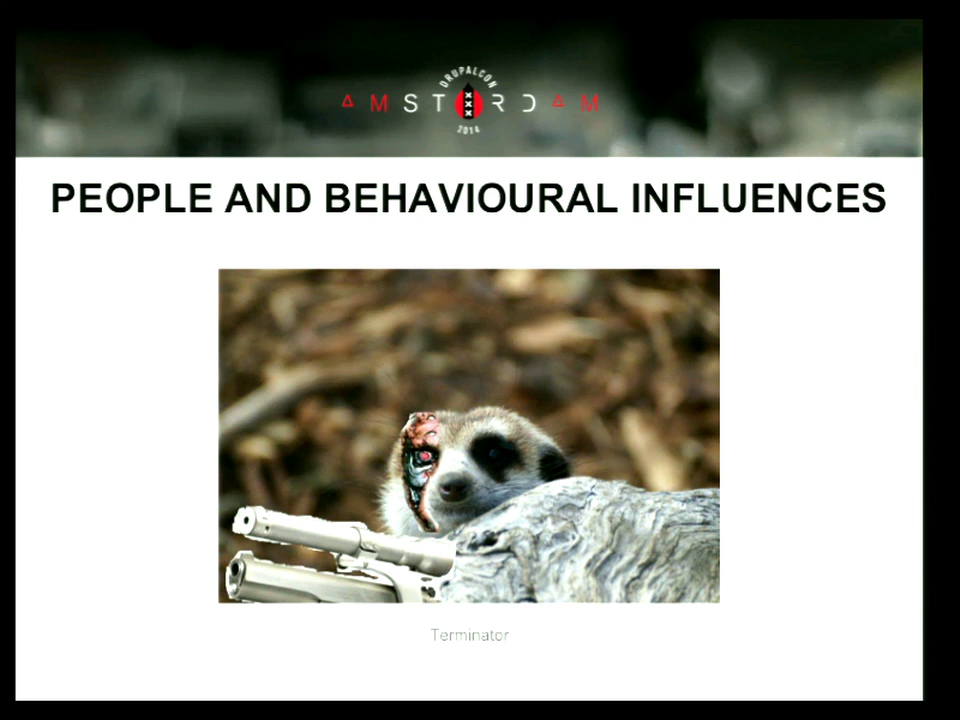 DRUPALCON
AMSTERDAM
2014
PEOPLE AND BEHAVIOURAL INFLUENCES
Terminator